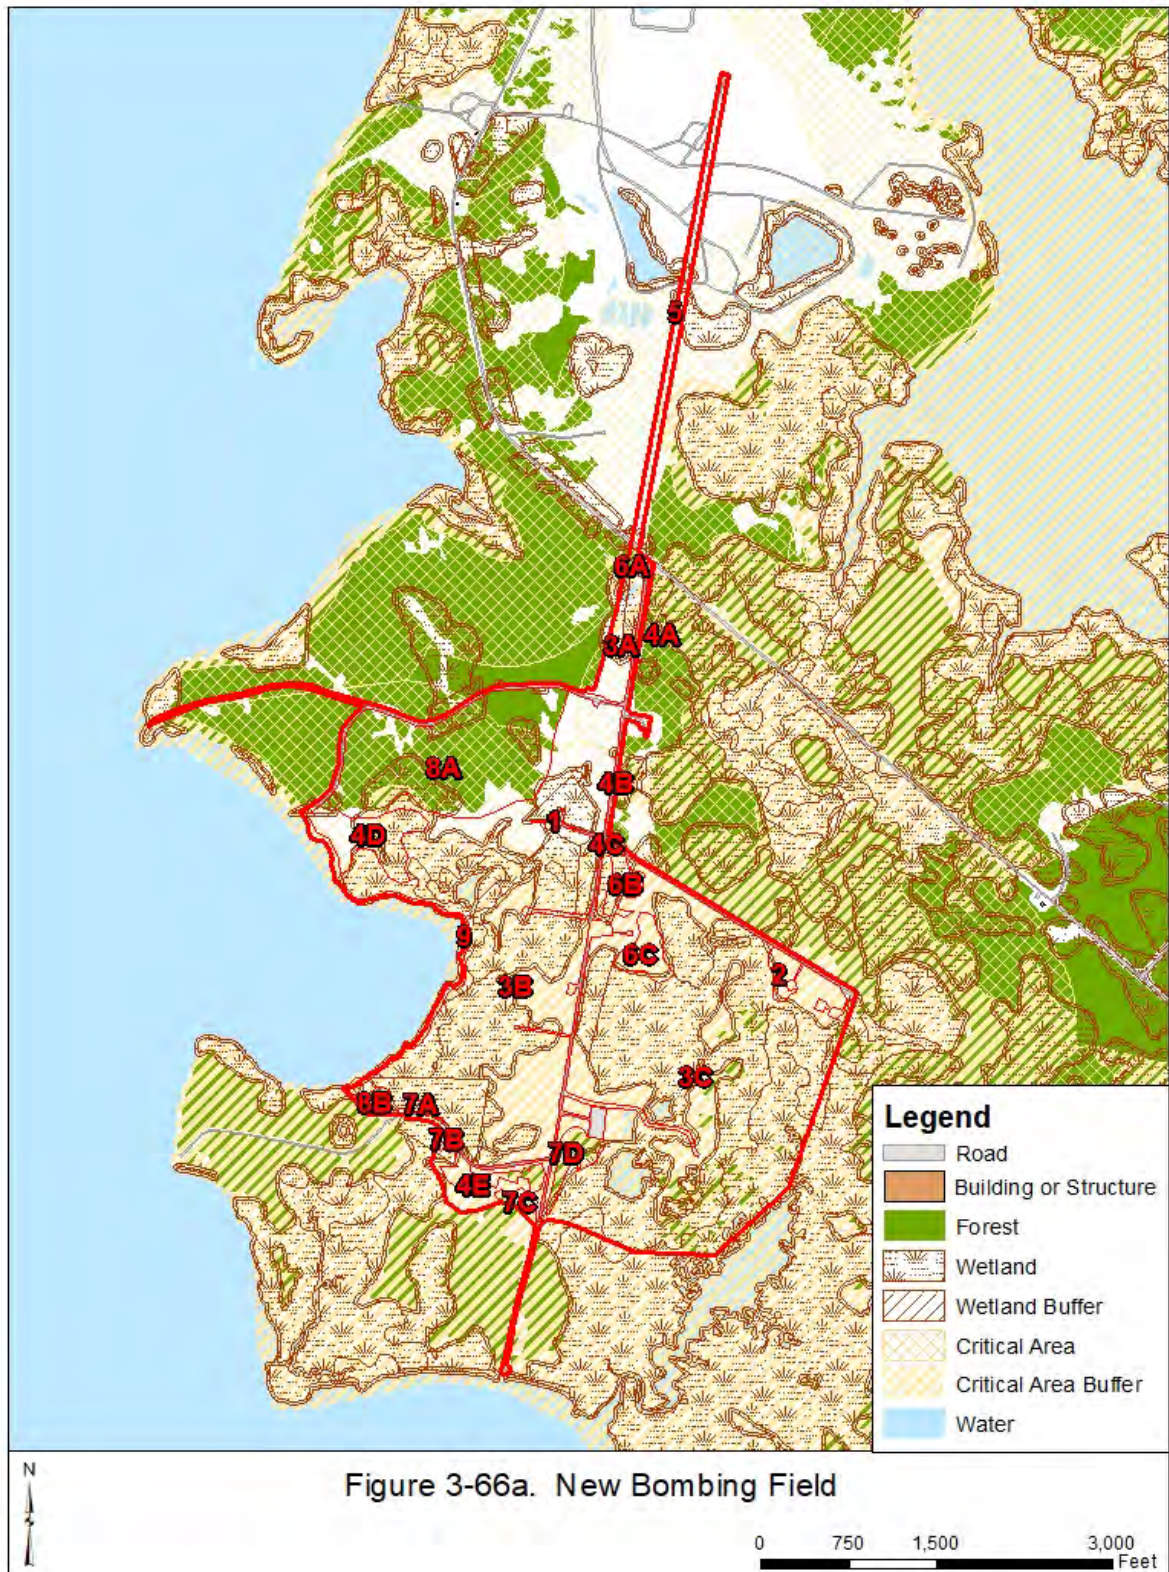 5
6A
3A
4A
8A
4B
1
4D
4C
6B
9
6C
2
3B
3C
8B
7A
7B
7D
4E
7C
Legend
Road
Building or Structure
Forest
Wetland
Wetland Buffer
Critical Area
Critical Area Buffer
Water
N
Figure 3-66a. New Bombing Field
0 750 1,500 3,000
Feet